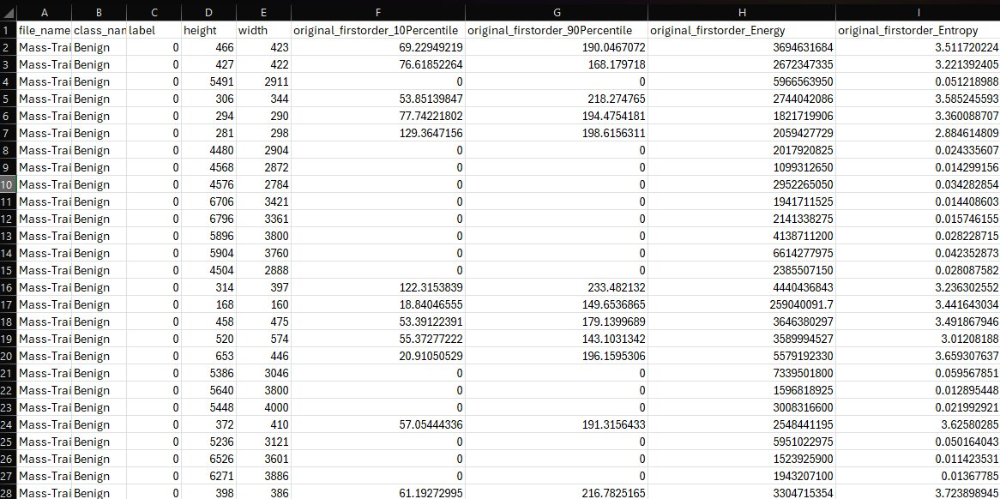 A B C D E F G H I
1 file_name class_nam label height width original_firstorder_10Percentile original_firstorder_90Percentile original_firstorder_Energy original_firstorder_Entropy
2 Mass-Trai Benign 0 466 423 69.22949219 190.0467072 3694631684 3.511720224
3 Mass-Trai Benign 0 427 422 76.61852264 168.179718 2672347335 3.221392405
4 Mass-Trai Benign 0 5491 2911 0 0 5966563950 0.051218988
5 Mass-Trai Benign 0 306 344 53.85139847 218.274765 2744042086 3.585245593
6 Mass-Trai Benign 0 294 290 77.74221802 194.4754181 1821719906 3.360088707
7 Mass-Trai Benign 0 281 298 129.3647156 198.6156311 2059427729 2.884614809
8 Mass-Trai Benign 0 4480 2904 0 0 2017920825 0.024335607
9 Mass-Trai Benign 0 4568 2872 0 0 1099312650 0.014299156
10 Mass-Trai Benign 0 4576 2784 0 0 2952265050 0.034282854
11 Mass-Trai Benign 0 6706 3421 0 0 1941711525 0.014408603
12 Mass-Trai Benign 0 6796 3361 0 0 2141338275 0.015746155
13 Mass-Trai Benign 0 5896 3800 0 0 4138711200 0.028228715
14 Mass-Trai Benign 0 5904 3760 0 0 6614277975 0.042352873
15 Mass-Trai Benign 0 4504 2888 0 0 2385507150 0.028087582
16 Mass-Trai Benign 0 314 397 122.3153839 233.482132 4440436843 3.236302552
17 Mass-Trai Benign 0 168 160 18.84046555 149.6536865 259040091.7 3.441643034
18 Mass-Trai Benign 0 458 475 53.39122391 179.1399689 3646380297 3.491867946
19 Mass-Trai Benign 0 520 574 55.37277222 143.1031342 3589994527 3.01208188
20 Mass-Trai Benign 0 653 446 20.91050529 196.1595306 5579192330 3.659307637
21 Mass-Trai Benign 0 5386 3046 0 0 7339501800 0.059567851
22 Mass-Trai Benign 0 5640 3800 0 0 1596818925 0.012895448
23 Mass-Trai Benign 0 5448 4000 0 0 3008316600 0.021992921
24 Mass-Trai Benign 0 372 410 57.05444336 191.3156433 2548441195 3.62580285
25 Mass-Trai Benign 0 5236 3121 0 0 5951022975 0.050164043
26 Mass-Trai Benign 0 6526 3601 0 0 1523925900 0.011423531
27 Mass-Trai Benign 0 6271 3886 0 0 1943207100 0.01367785
28 Mass-Trai Benign 0 398 386 61.19272995 216.7825165 3304715354 3.723898945